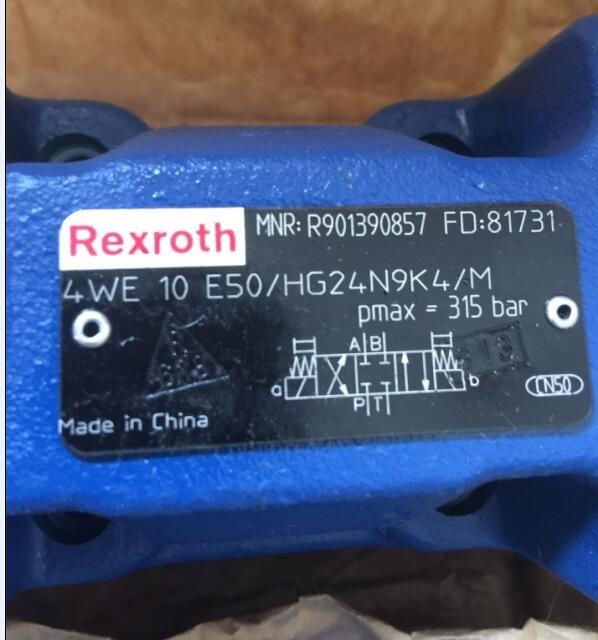 Rexroth MNR: R901390857 FD:81731
4WE 10 E50/HG24N9K4/M
pmax = 315 bar
A B
a b
P T
CN50
Made in China